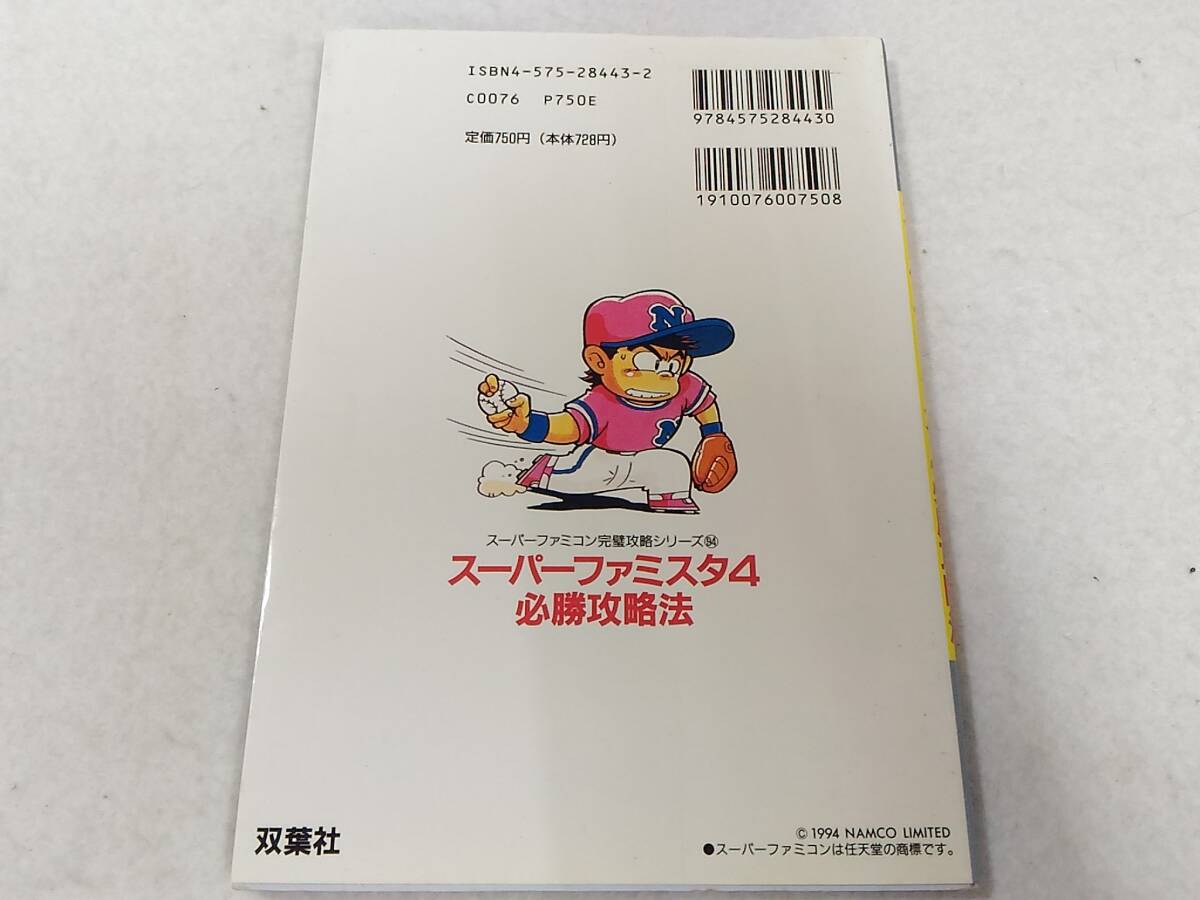 ISBN4-575-28443-2
C0076 P750E
定価750円（本体728円）
9784575284430
1910076007508
N
N
スーパーファミコン完璧攻略シリーズ94
スーパーファミスタ4
必勝攻略法
双葉社
© 1994 NAMCO LIMITED
●スーパーファミコンは任天堂の商標です。